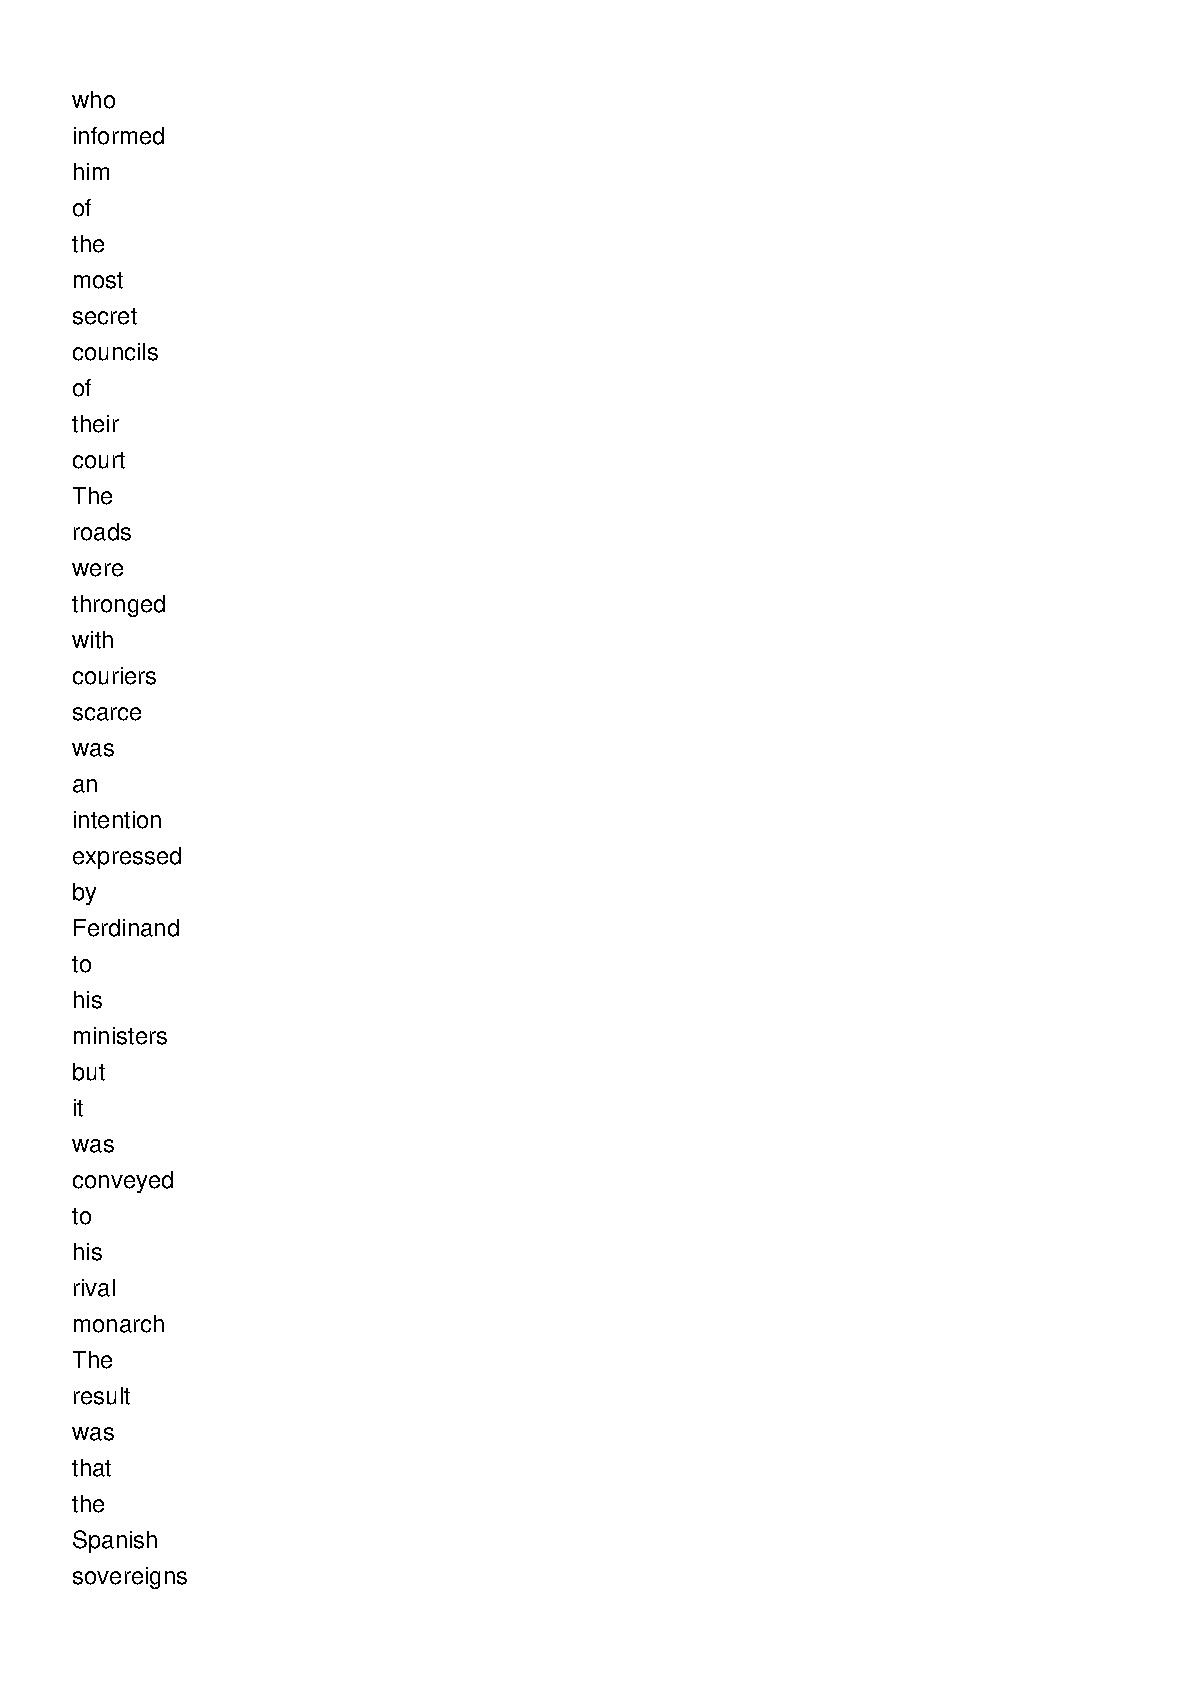 who
informed
him
of
the
most
secret
councils
of
their
court
The
roads
were
thronged
with
couriers
scarce
was
an
intention
expressed
by
Ferdinand
to
his
ministers
but
it
was
conveyed
to
his
rival
monarch
The
result
was
that
the
Spanish
sovereigns